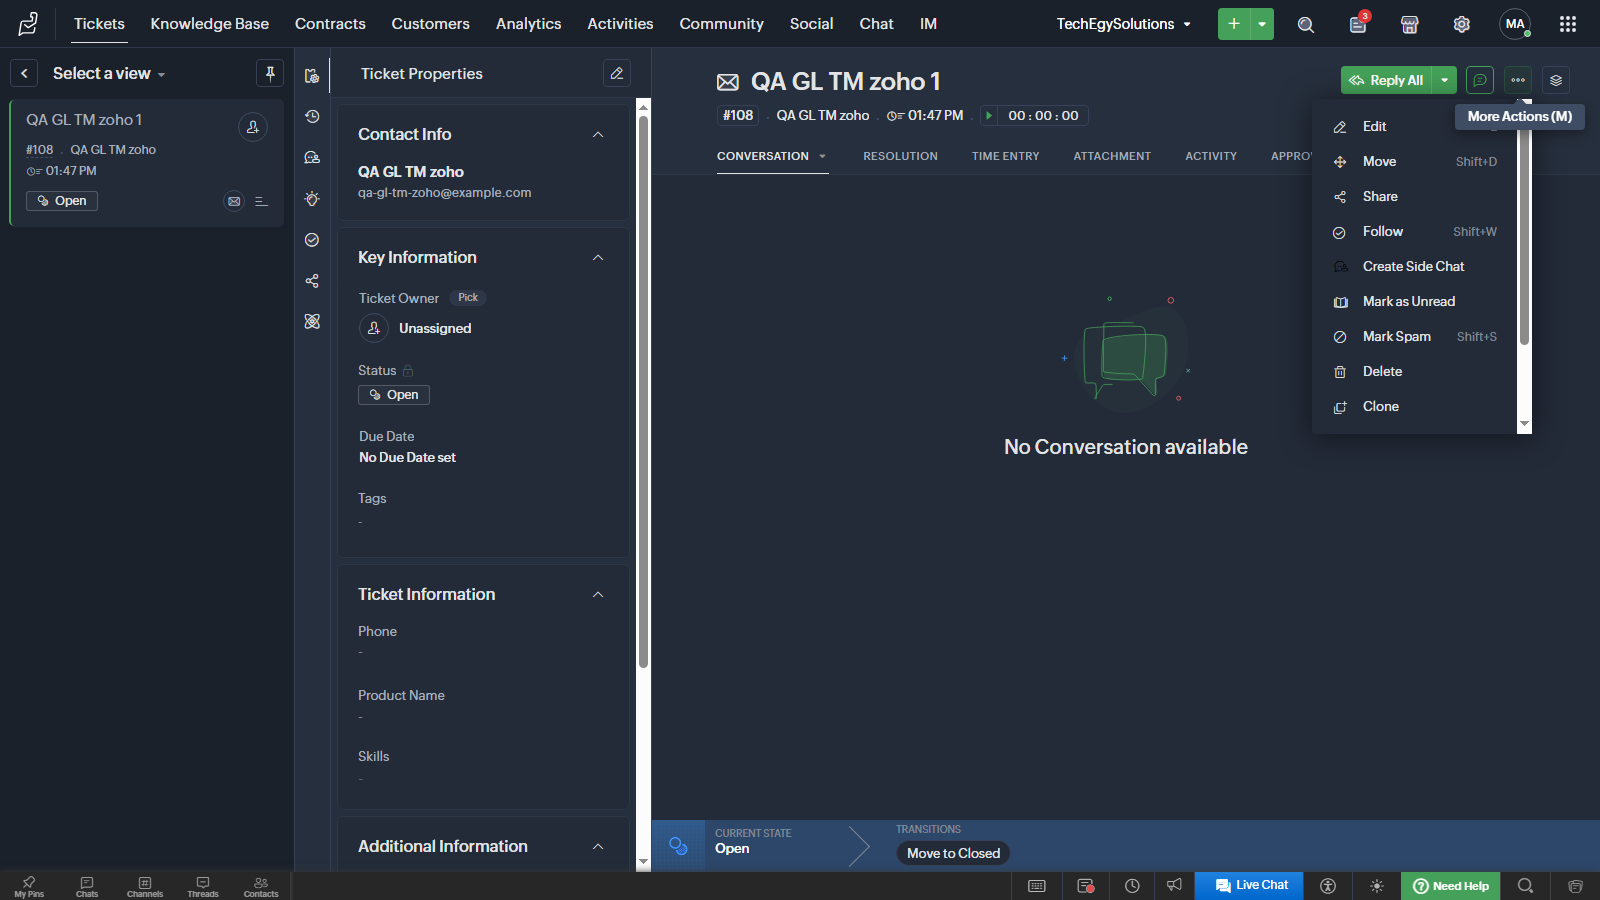 Tickets
Knowledge Base
Contracts
Customers
Analytics
Activities
Community
Social
Chat
IM
TechEgySolutions
3
MA
Select a view
QA GL TM zoho 1
#108 . QA GL TM zoho
01:47 PM
Open
Ticket Properties
Contact Info
QA GL TM zoho
qa-gl-tm-zoho@example.com
Key Information
Ticket Owner
Pick
Unassigned
Status
Open
Due Date
No Due Date set
Tags
-
Ticket Information
Phone
-
Product Name
-
Skills
-
Additional Information
QA GL TM zoho 1
#108 . QA GL TM zoho . 01:47 PM . 00 : 00 : 00
Reply All
CONVERSATION
RESOLUTION
TIME ENTRY
ATTACHMENT
ACTIVITY
APPROV
More Actions (M)
Edit
Move Shift+D
Share
Follow Shift+W
Create Side Chat
Mark as Unread
Mark Spam Shift+S
Delete
Clone
No Conversation available
CURRENT STATE
Open
TRANSITIONS
Move to Closed
My Pins
Chats
Channels
Threads
Contacts
Live Chat
Need Help